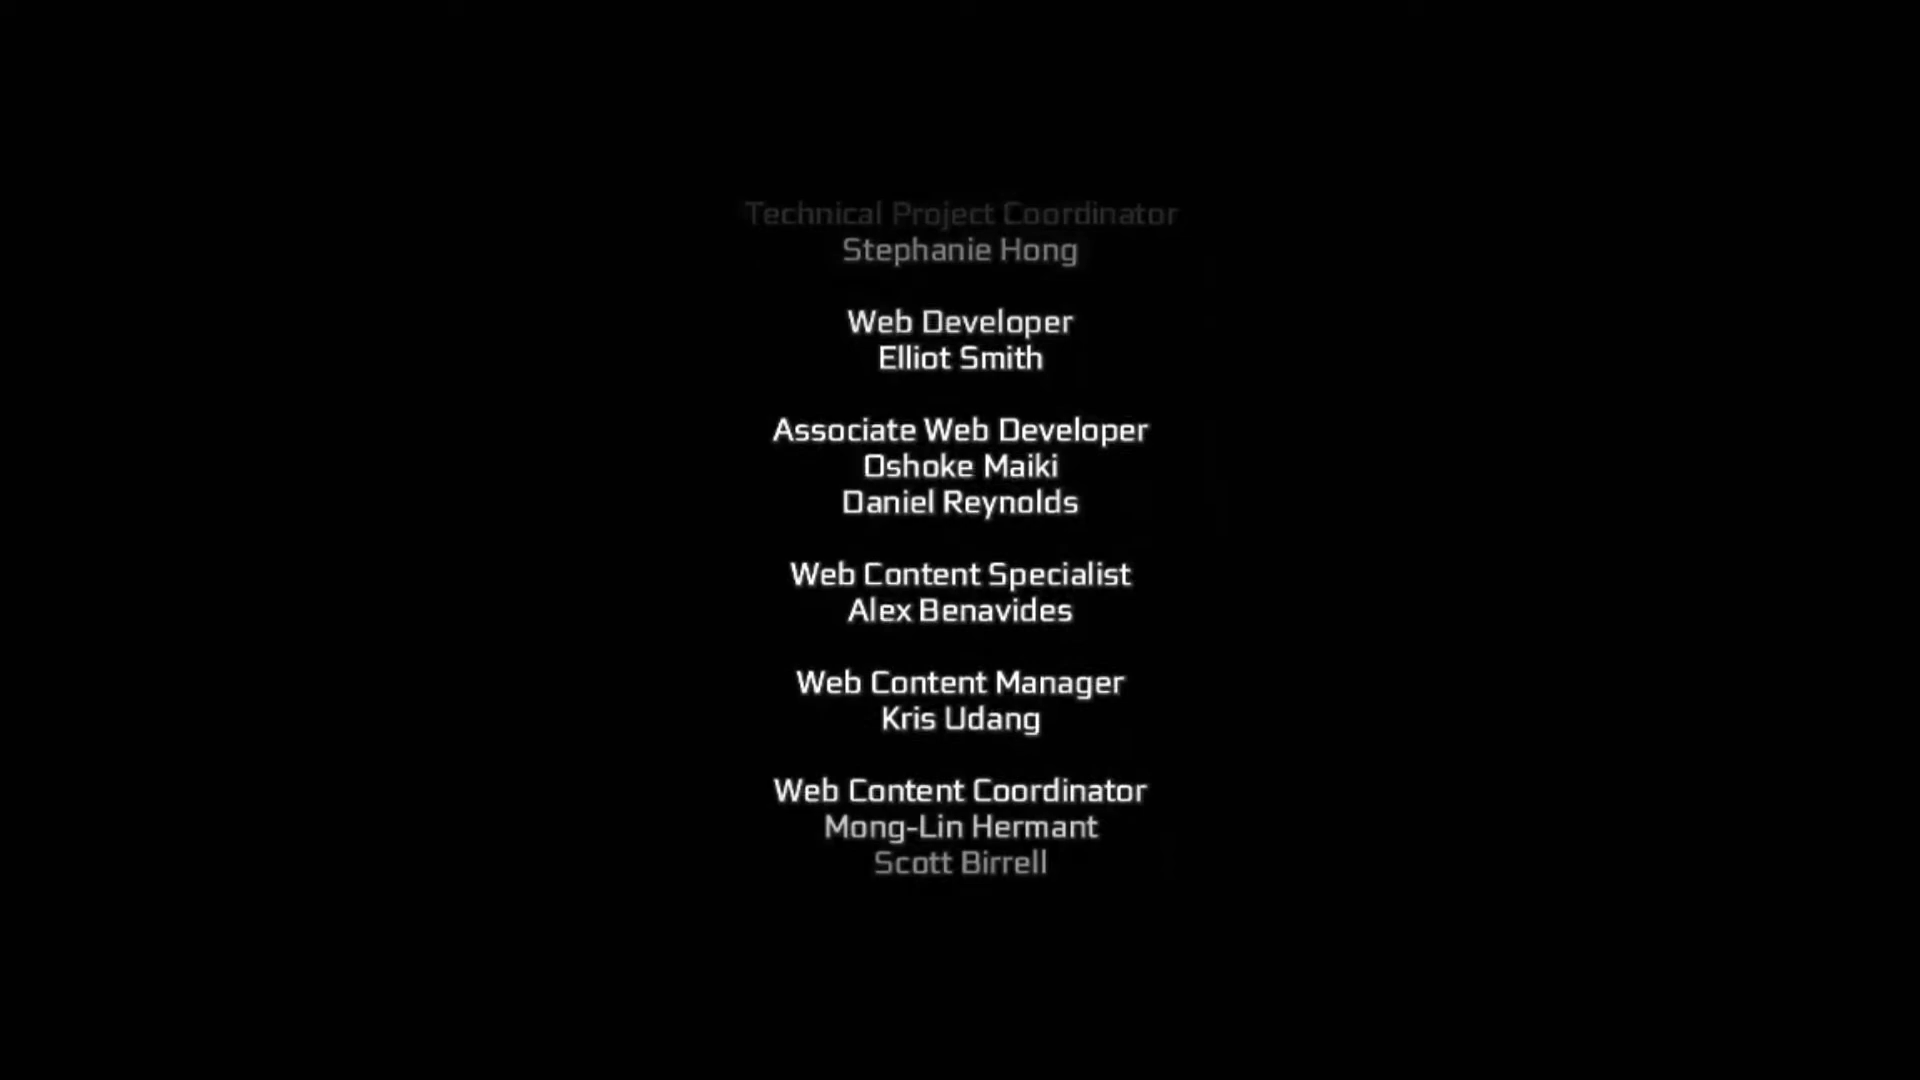 Technical Project Coordinator
Stephanie Hong
Web Developer
Elliot Smith
Associate Web Developer
Oshoke Maiki
Daniel Reynolds
Web Content Specialist
Alex Benavides
Web Content Manager
Kris Udang
Web Content Coordinator
Mong-Lin Hermant
Scott Birrell